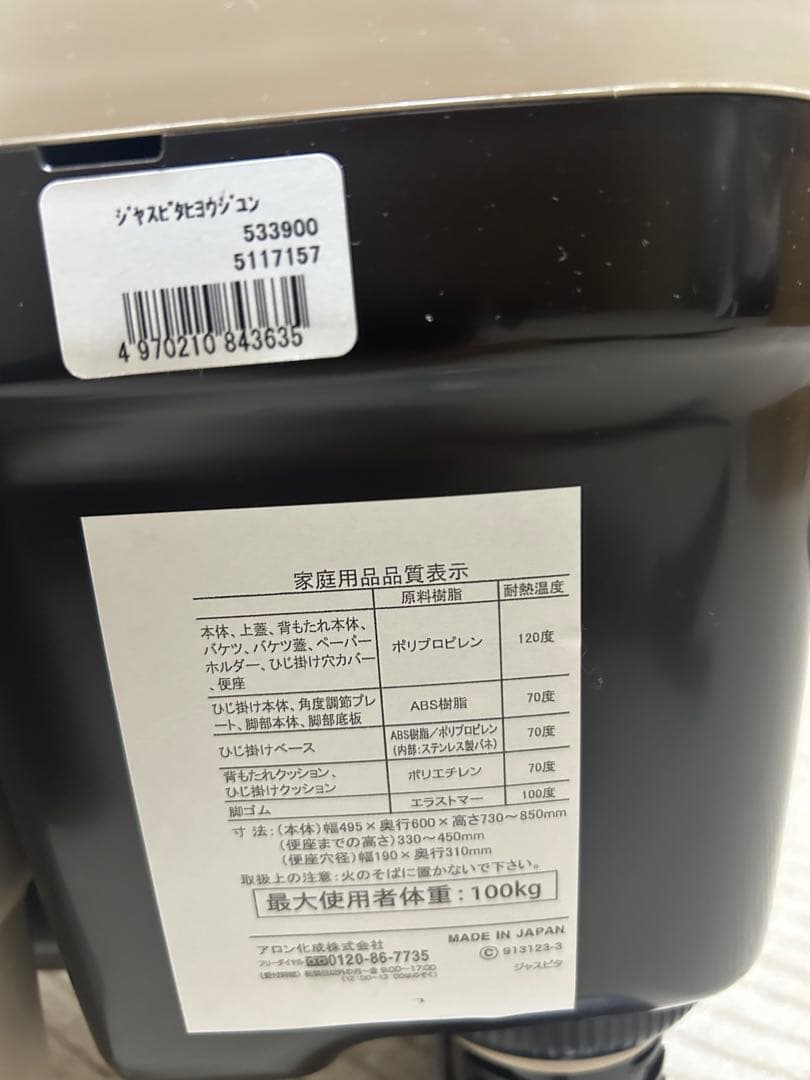 ｼﾞｬｽﾋﾟﾀﾋﾖｳｼﾞﾕﾝ
533900
5117157
4 970210 843635
家庭用品品質表示
原料樹脂 耐熱温度
本体、上蓋、背もたれ本体、
バケツ、バケツ蓋、ペーパー
ホルダー、ひじ掛け穴カバー
、便座
ポリプロピレン 120度
ひじ掛け本体、角度調節プレ
ート、脚部本体、脚部底板
ABS樹脂 70度
ひじ掛けベース
ABS樹脂/ポリプロピレン
(内部:ステンレス製バネ)
70度
背もたれクッション、
ひじ掛けクッション
ポリエチレン 70度
脚ゴム エラストマー 100度
寸法:(本体)幅495×奥行600×高さ730～850mm
(便座までの高さ)330～450mm
(便座穴径)幅190×奥行310mm
取扱上の注意:火のそばに置かないで下さい。
最大使用者体重:100kg
アロン化成株式会社
フリーダイヤル 0120-86-7735
9:00～17:00
MADE IN JAPAN
Ⓒ 913123-3
ジャスピタ